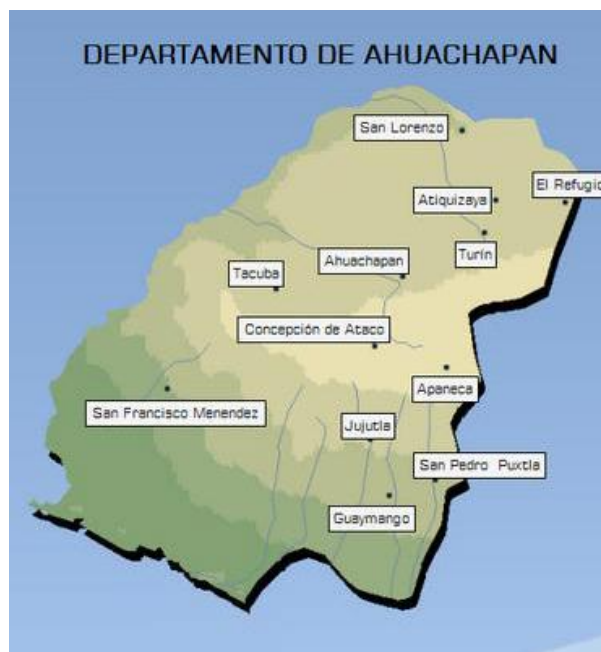 DEPARTAMENTO DE AHUACHAPAN
San Lorenzo
El Refugio
Atiquizaya
Turín
Ahuachapan
Tacuba
Concepción de Ataco
Apaneca
San Francisco Menendez
Jujutla
San Pedro Puxtla
Guaymango